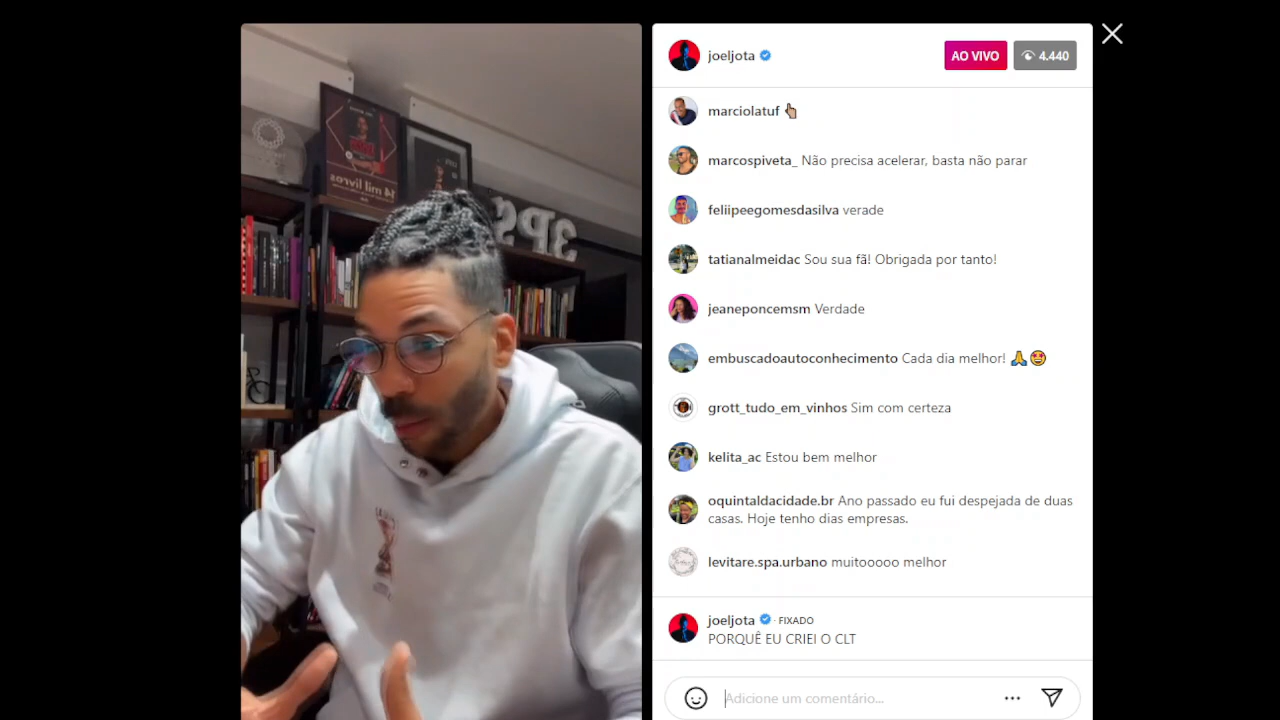 joeljota
AO VIVO
4.440
marciolatuf 👆🏼
marcospiveta_ Não precisa acelerar, basta não parar
feliipeegomesdasilva verade
tatianalmeidac Sou sua fã! Obrigada por tanto!
jeaneponcemsm Verdade
embuscadoautoconhecimento Cada dia melhor! 🙏🤩
grott_tudo_em_vinhos Sim com certeza
kelita_ac Estou bem melhor
oquintaldacidade.br Ano passado eu fui despejada de duas
casas. Hoje tenho dias empresas.
levitare.spa.urbano muitooooo melhor
joeljota · FIXADO
PORQUÊ EU CRIEI O CLT
Adicione um comentário...
14 mil livros
3Ps